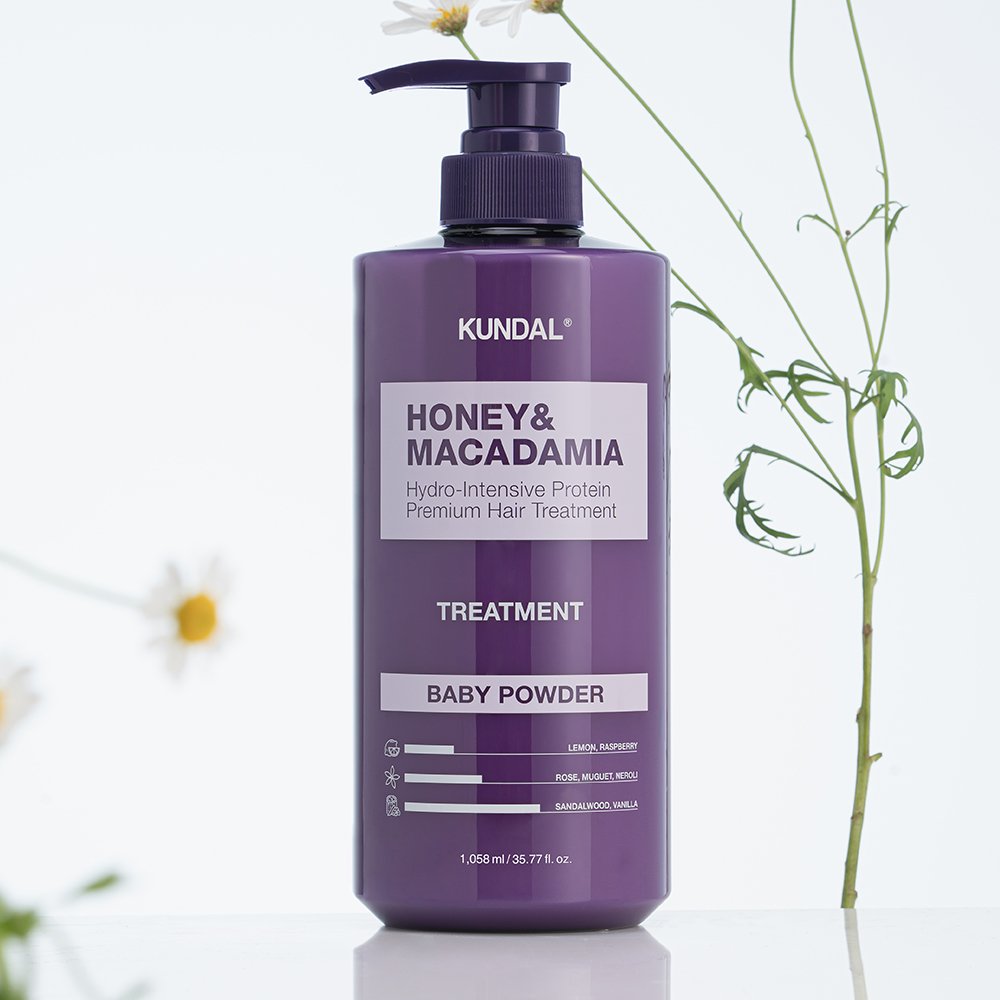 KUNDAL®
HONEY&
MACADAMIA
Hydro-Intensive Protein
Premium Hair Treatment
TREATMENT
BABY POWDER
LEMON, RASPBERRY
ROSE, MUGUET, NEROLI
SANDALWOOD, VANILLA
1,058 ml / 35.77 fl. oz.